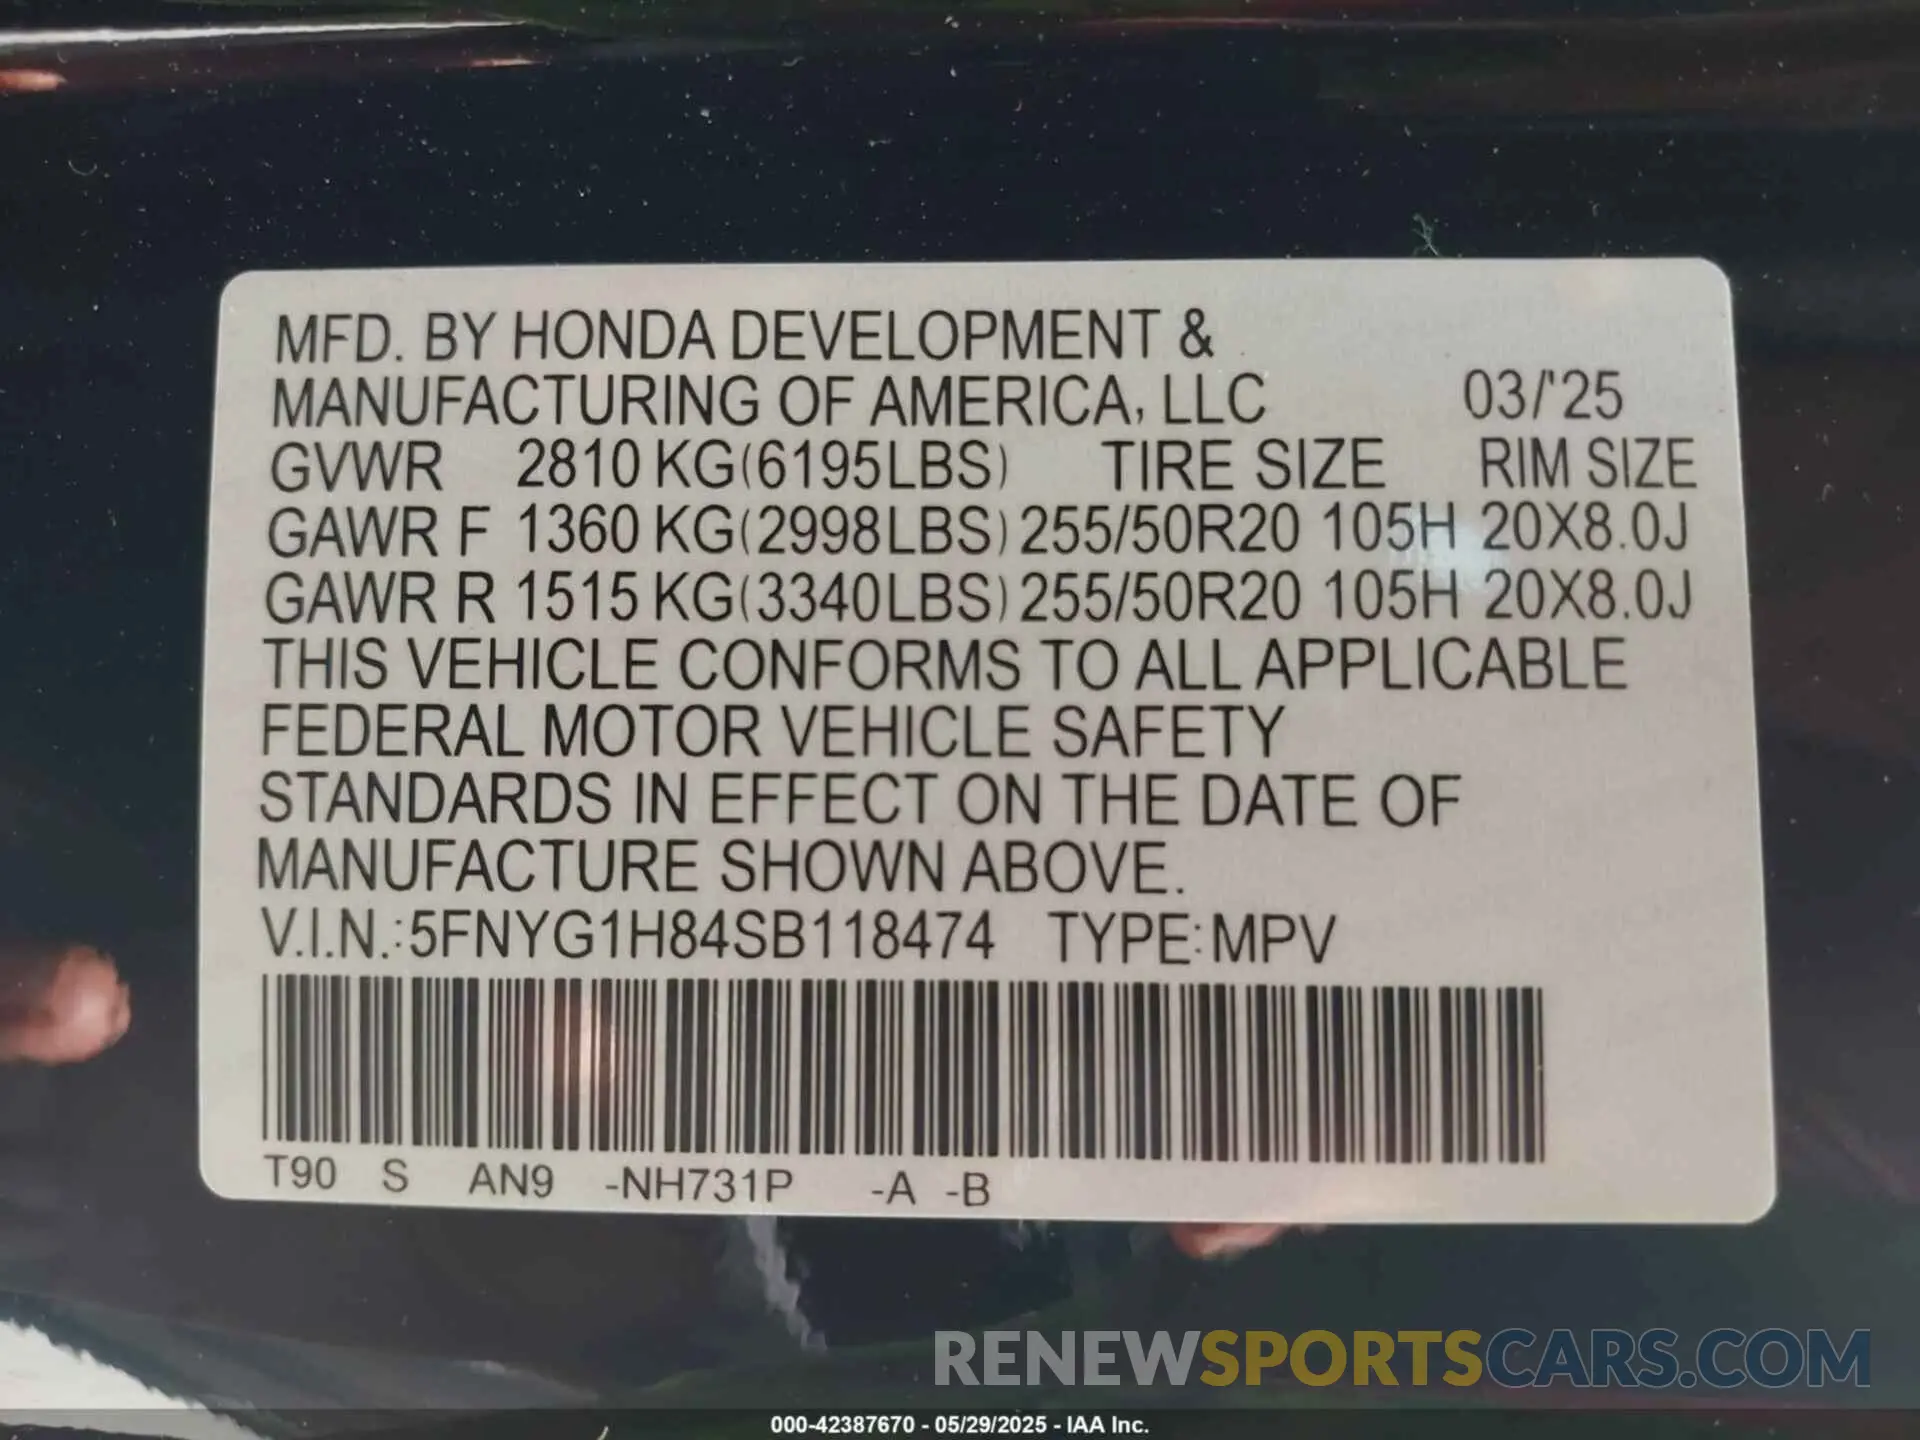 MFD. BY HONDA DEVELOPMENT &
MANUFACTURING OF AMERICA, LLC 03/'25
GVWR 2810 KG(6195LBS) TIRE SIZE RIM SIZE
GAWR F 1360 KG(2998LBS) 255/50R20 105H 20X8.0J
GAWR R 1515 KG(3340LBS) 255/50R20 105H 20X8.0J
THIS VEHICLE CONFORMS TO ALL APPLICABLE
FEDERAL MOTOR VEHICLE SAFETY
STANDARDS IN EFFECT ON THE DATE OF
MANUFACTURE SHOWN ABOVE.
V.I.N.:5FNYG1H84SB118474 TYPE:MPV
T90 S AN9 -NH731P -A -B
RENEWSPORTSCARS.COM
000-42387670 - 05/29/2025 - IAA Inc.